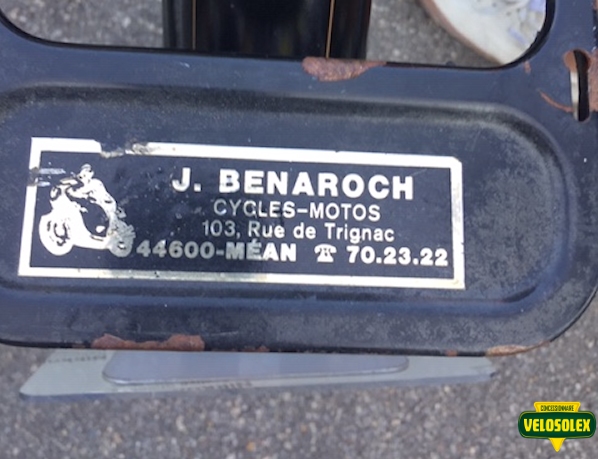 J. BENAROCH
CYCLES-MOTOS
103, Rue de Trignac
44600-MÉAN ☎ 70.23.22
CONCESSIONNAIRE
VELOSOLEX